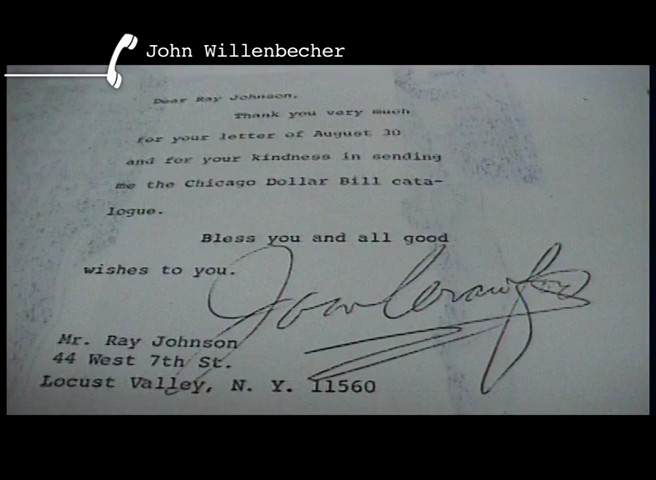 John Willenbecher
Dear Ray Johnson,
Thank you very much
for your letter of August 30
and for your kindness in sending
me the Chicago Dollar Bill cata-
logue.
Bless you and all good
wishes to you.
Joan Crawford
Mr. Ray Johnson
44 West 7th St.
Locust Valley, N. Y. 11560